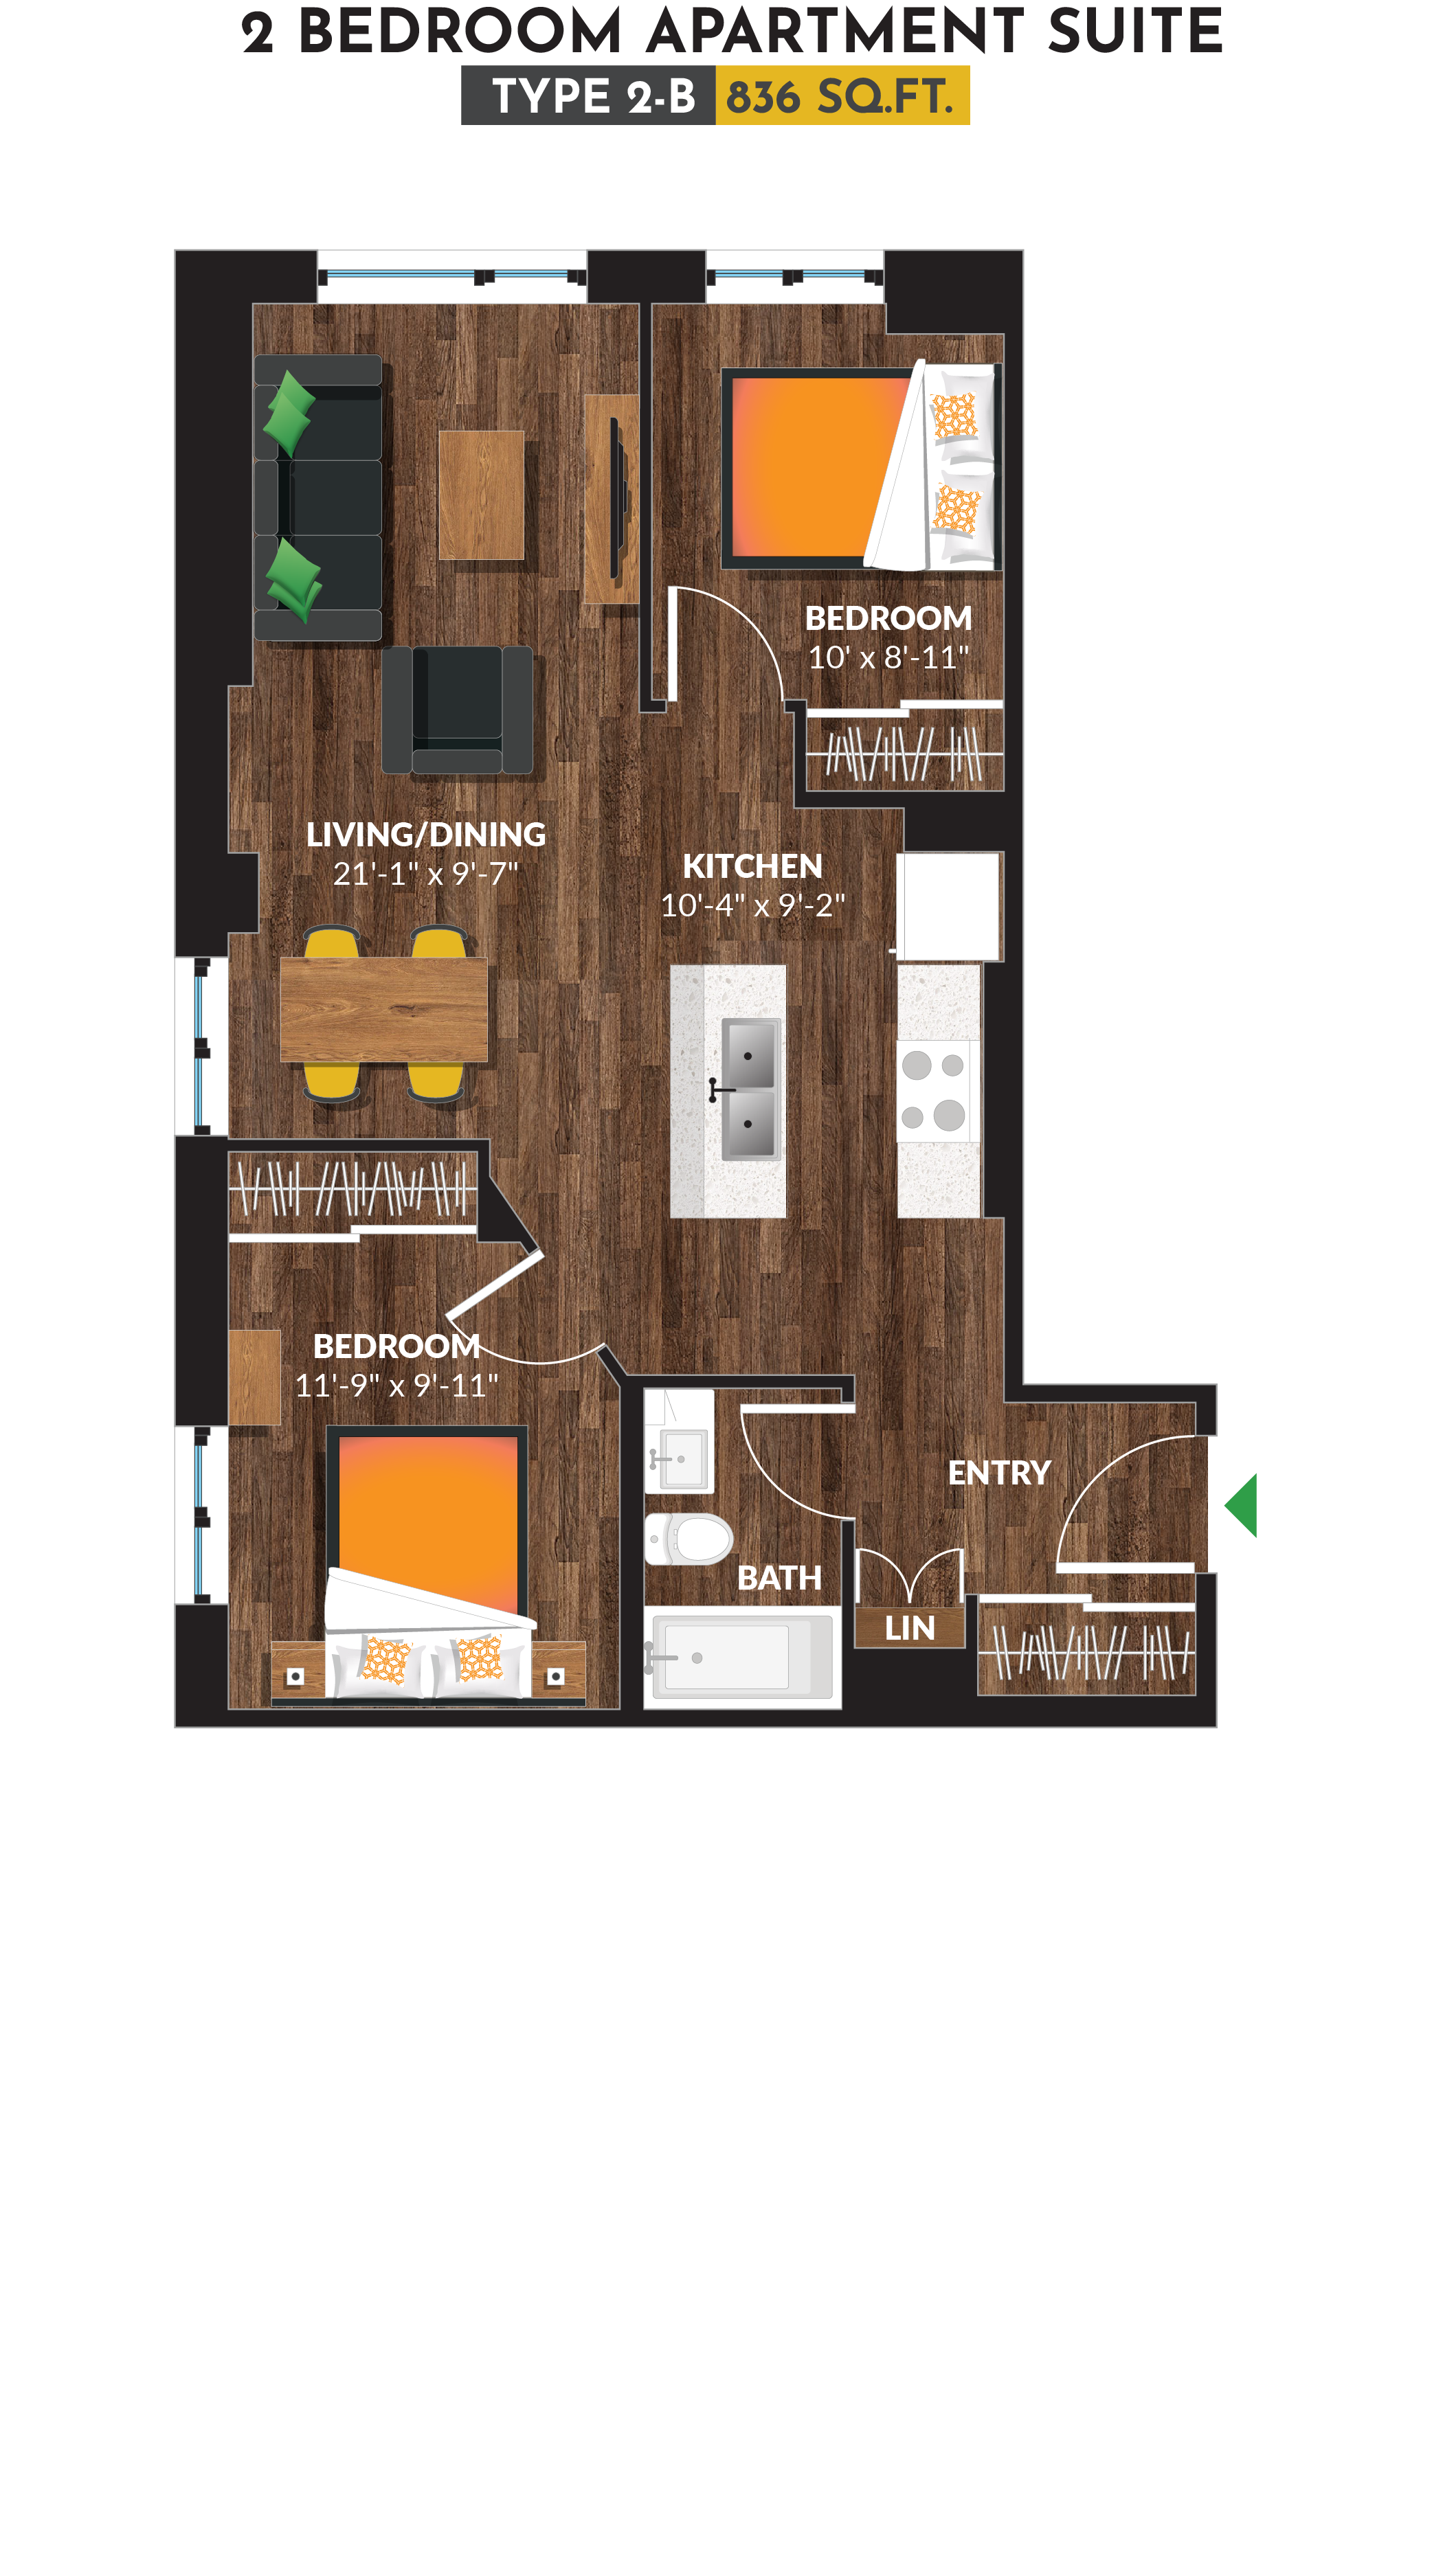 2 BEDROOM APARTMENT SUITE
TYPE 2-B 836 SQ.FT.
BEDROOM
10' x 8'-11"
LIVING/DINING
21'-1" x 9'-7"
KITCHEN
10'-4" x 9'-2"
BEDROOM
11'-9" x 9'-11"
ENTRY
BATH
LIN